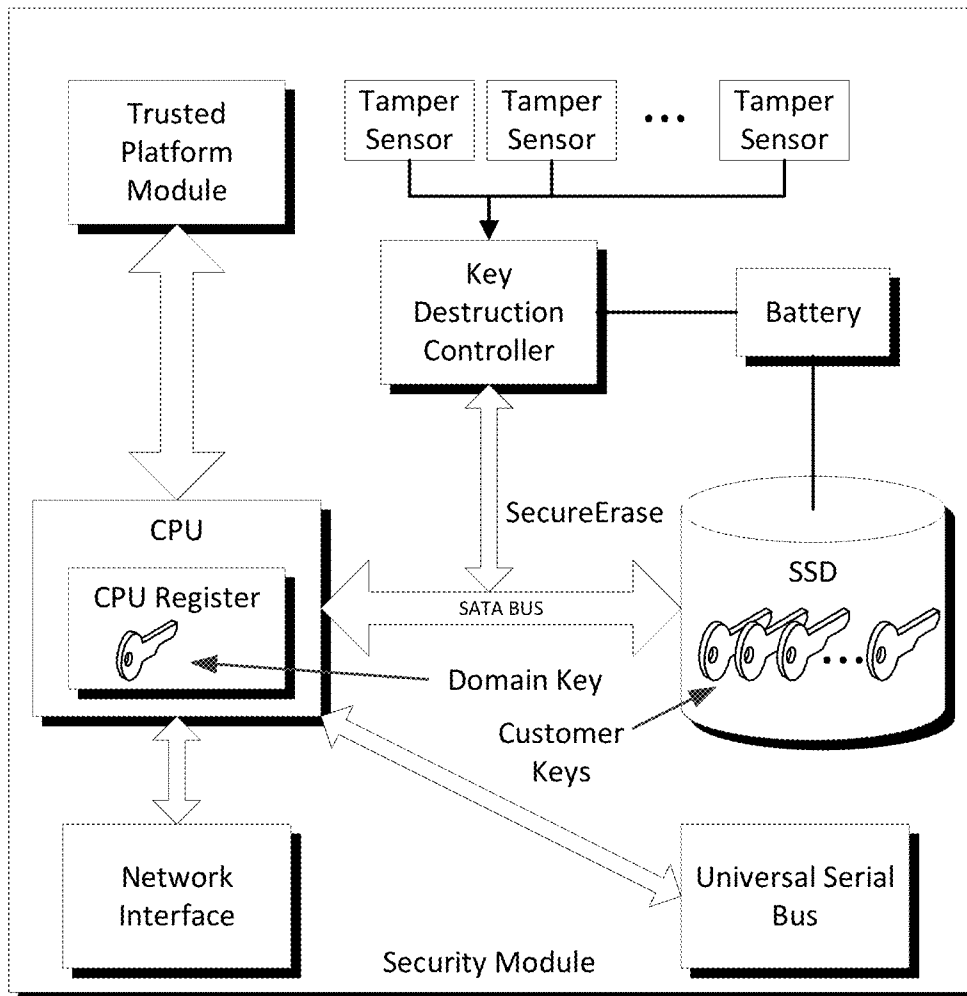 Trusted
Platform
Module
Tamper
Sensor
Tamper
Sensor
...
Tamper
Sensor
Key
Destruction
Controller
Battery
SecureErase
CPU
CPU Register
SATA BUS
SSD
...
Domain Key
Customer
Keys
Network
Interface
Universal Serial
Bus
Security Module